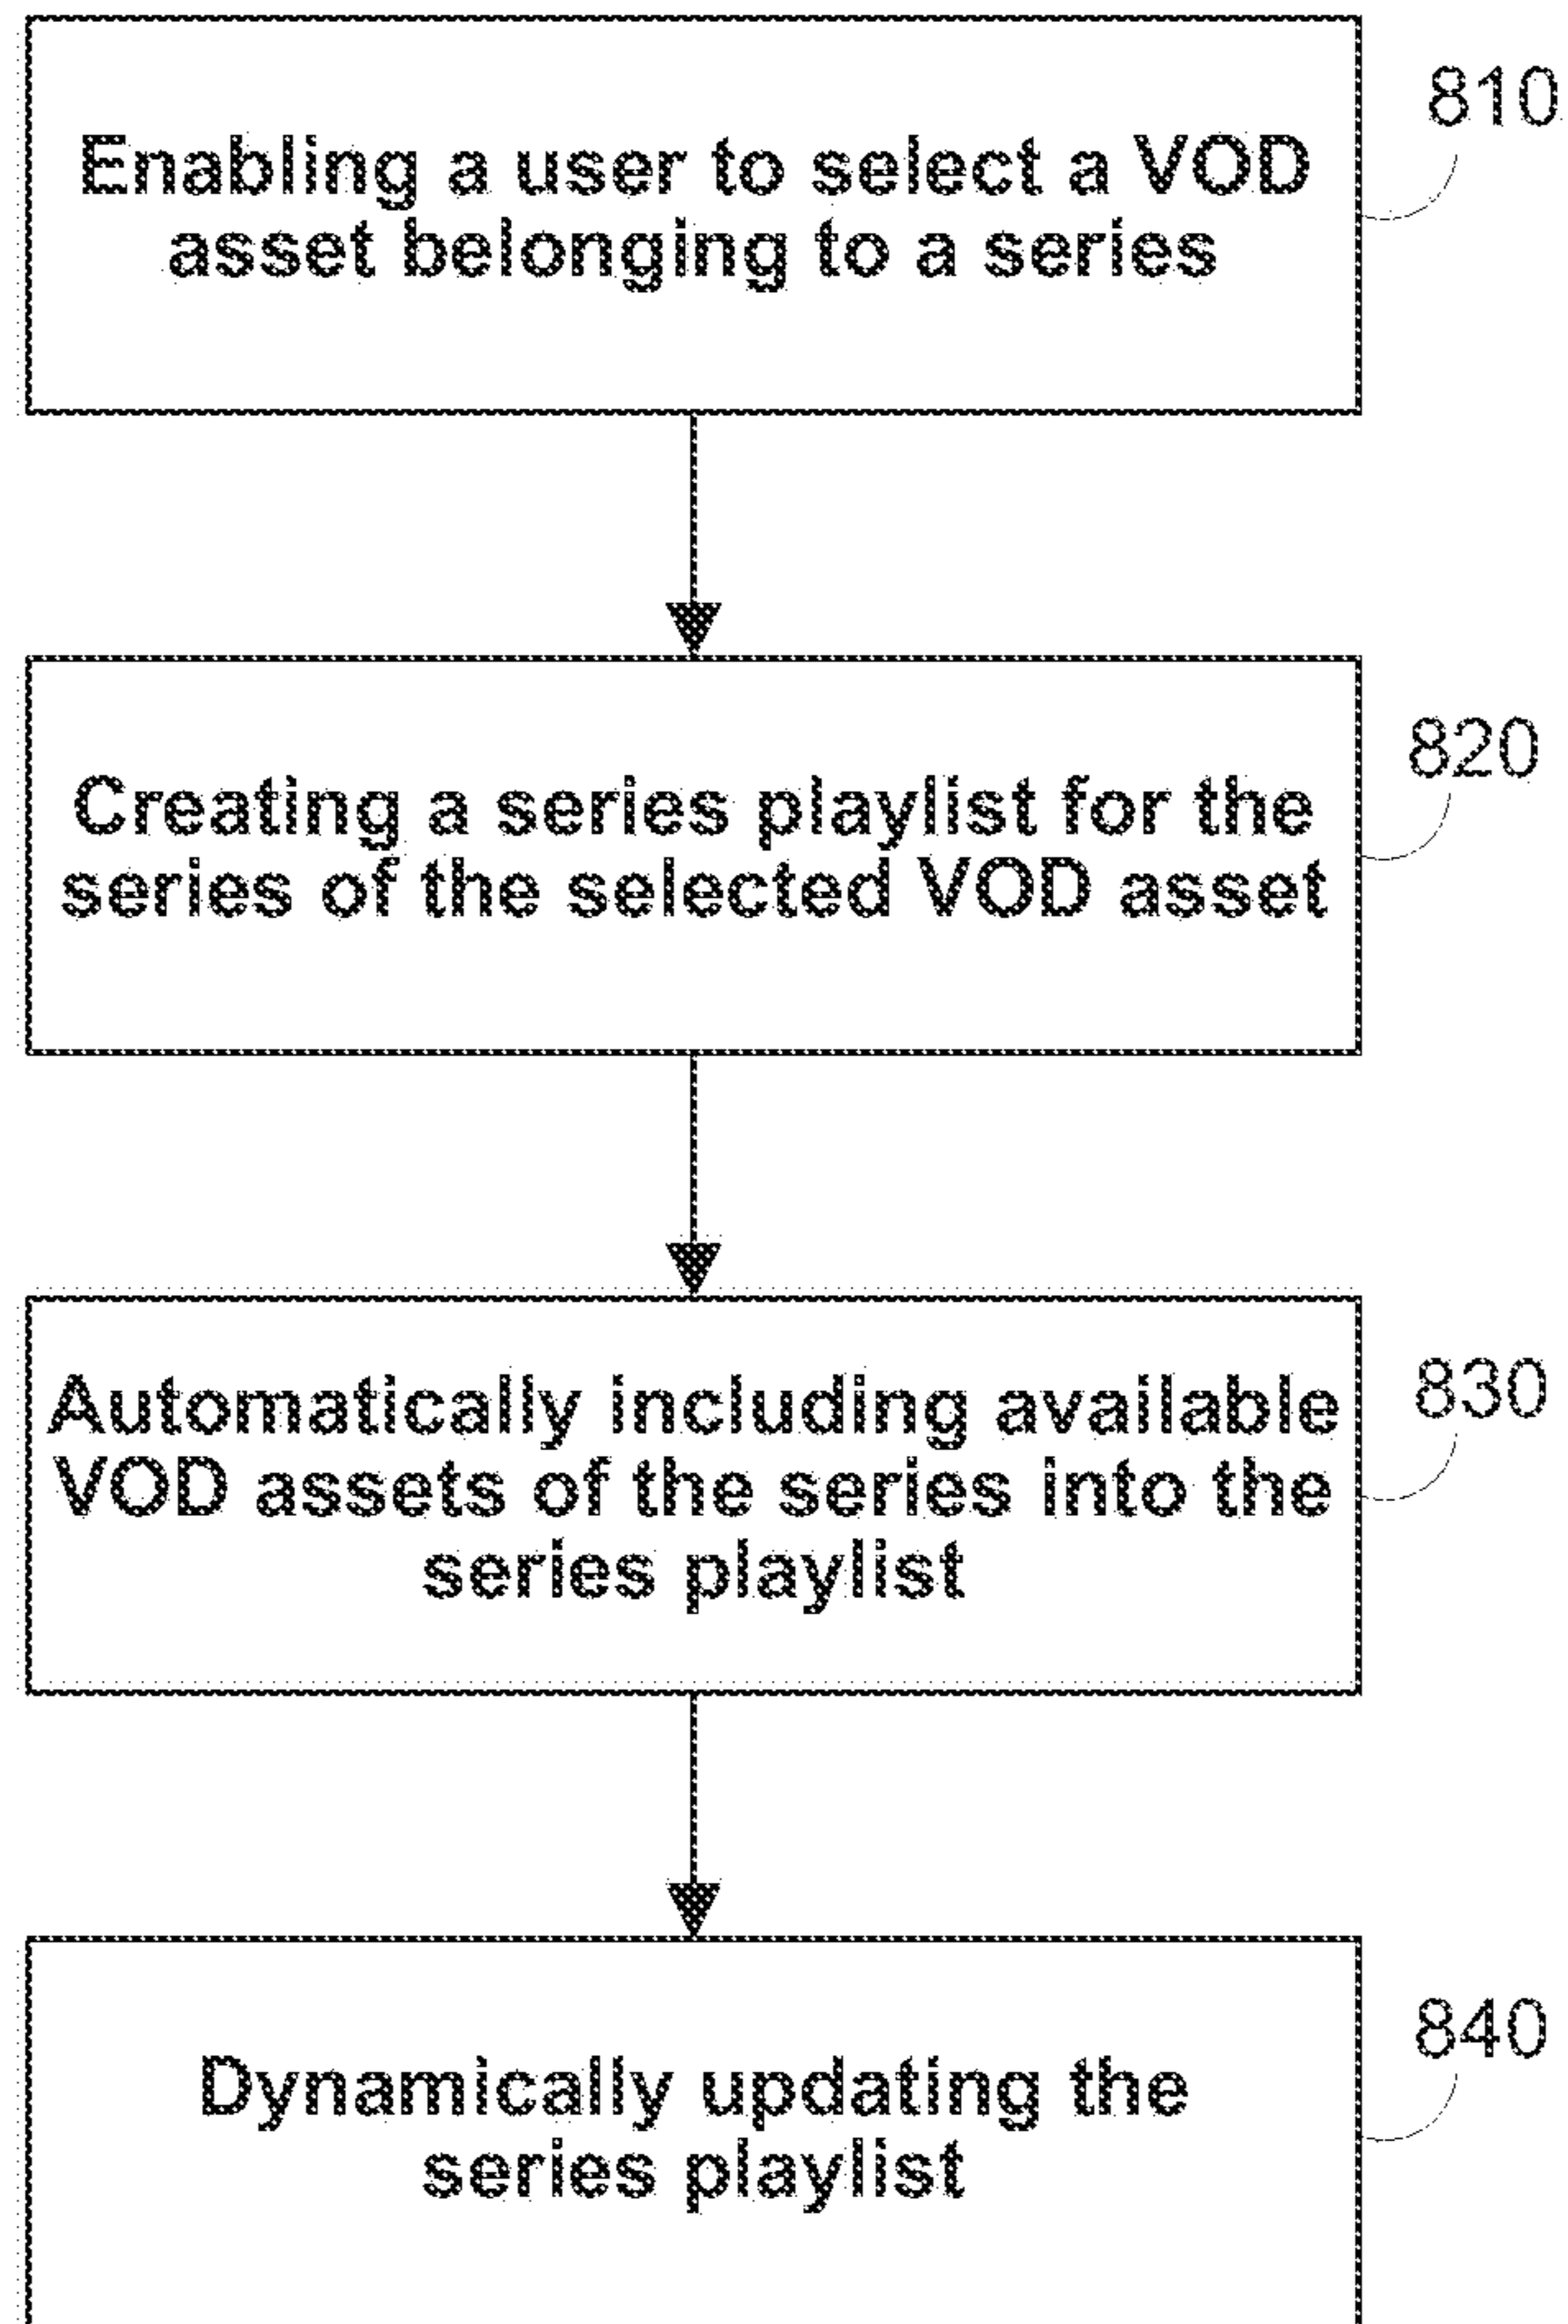 810
Enabling a user to select a VOD
asset belonging to a series
820
Creating a series playlist for the
series of the selected VOD asset
830
Automatically including available
VOD assets of the series into the
series playlist
840
Dynamically updating the
series playlist